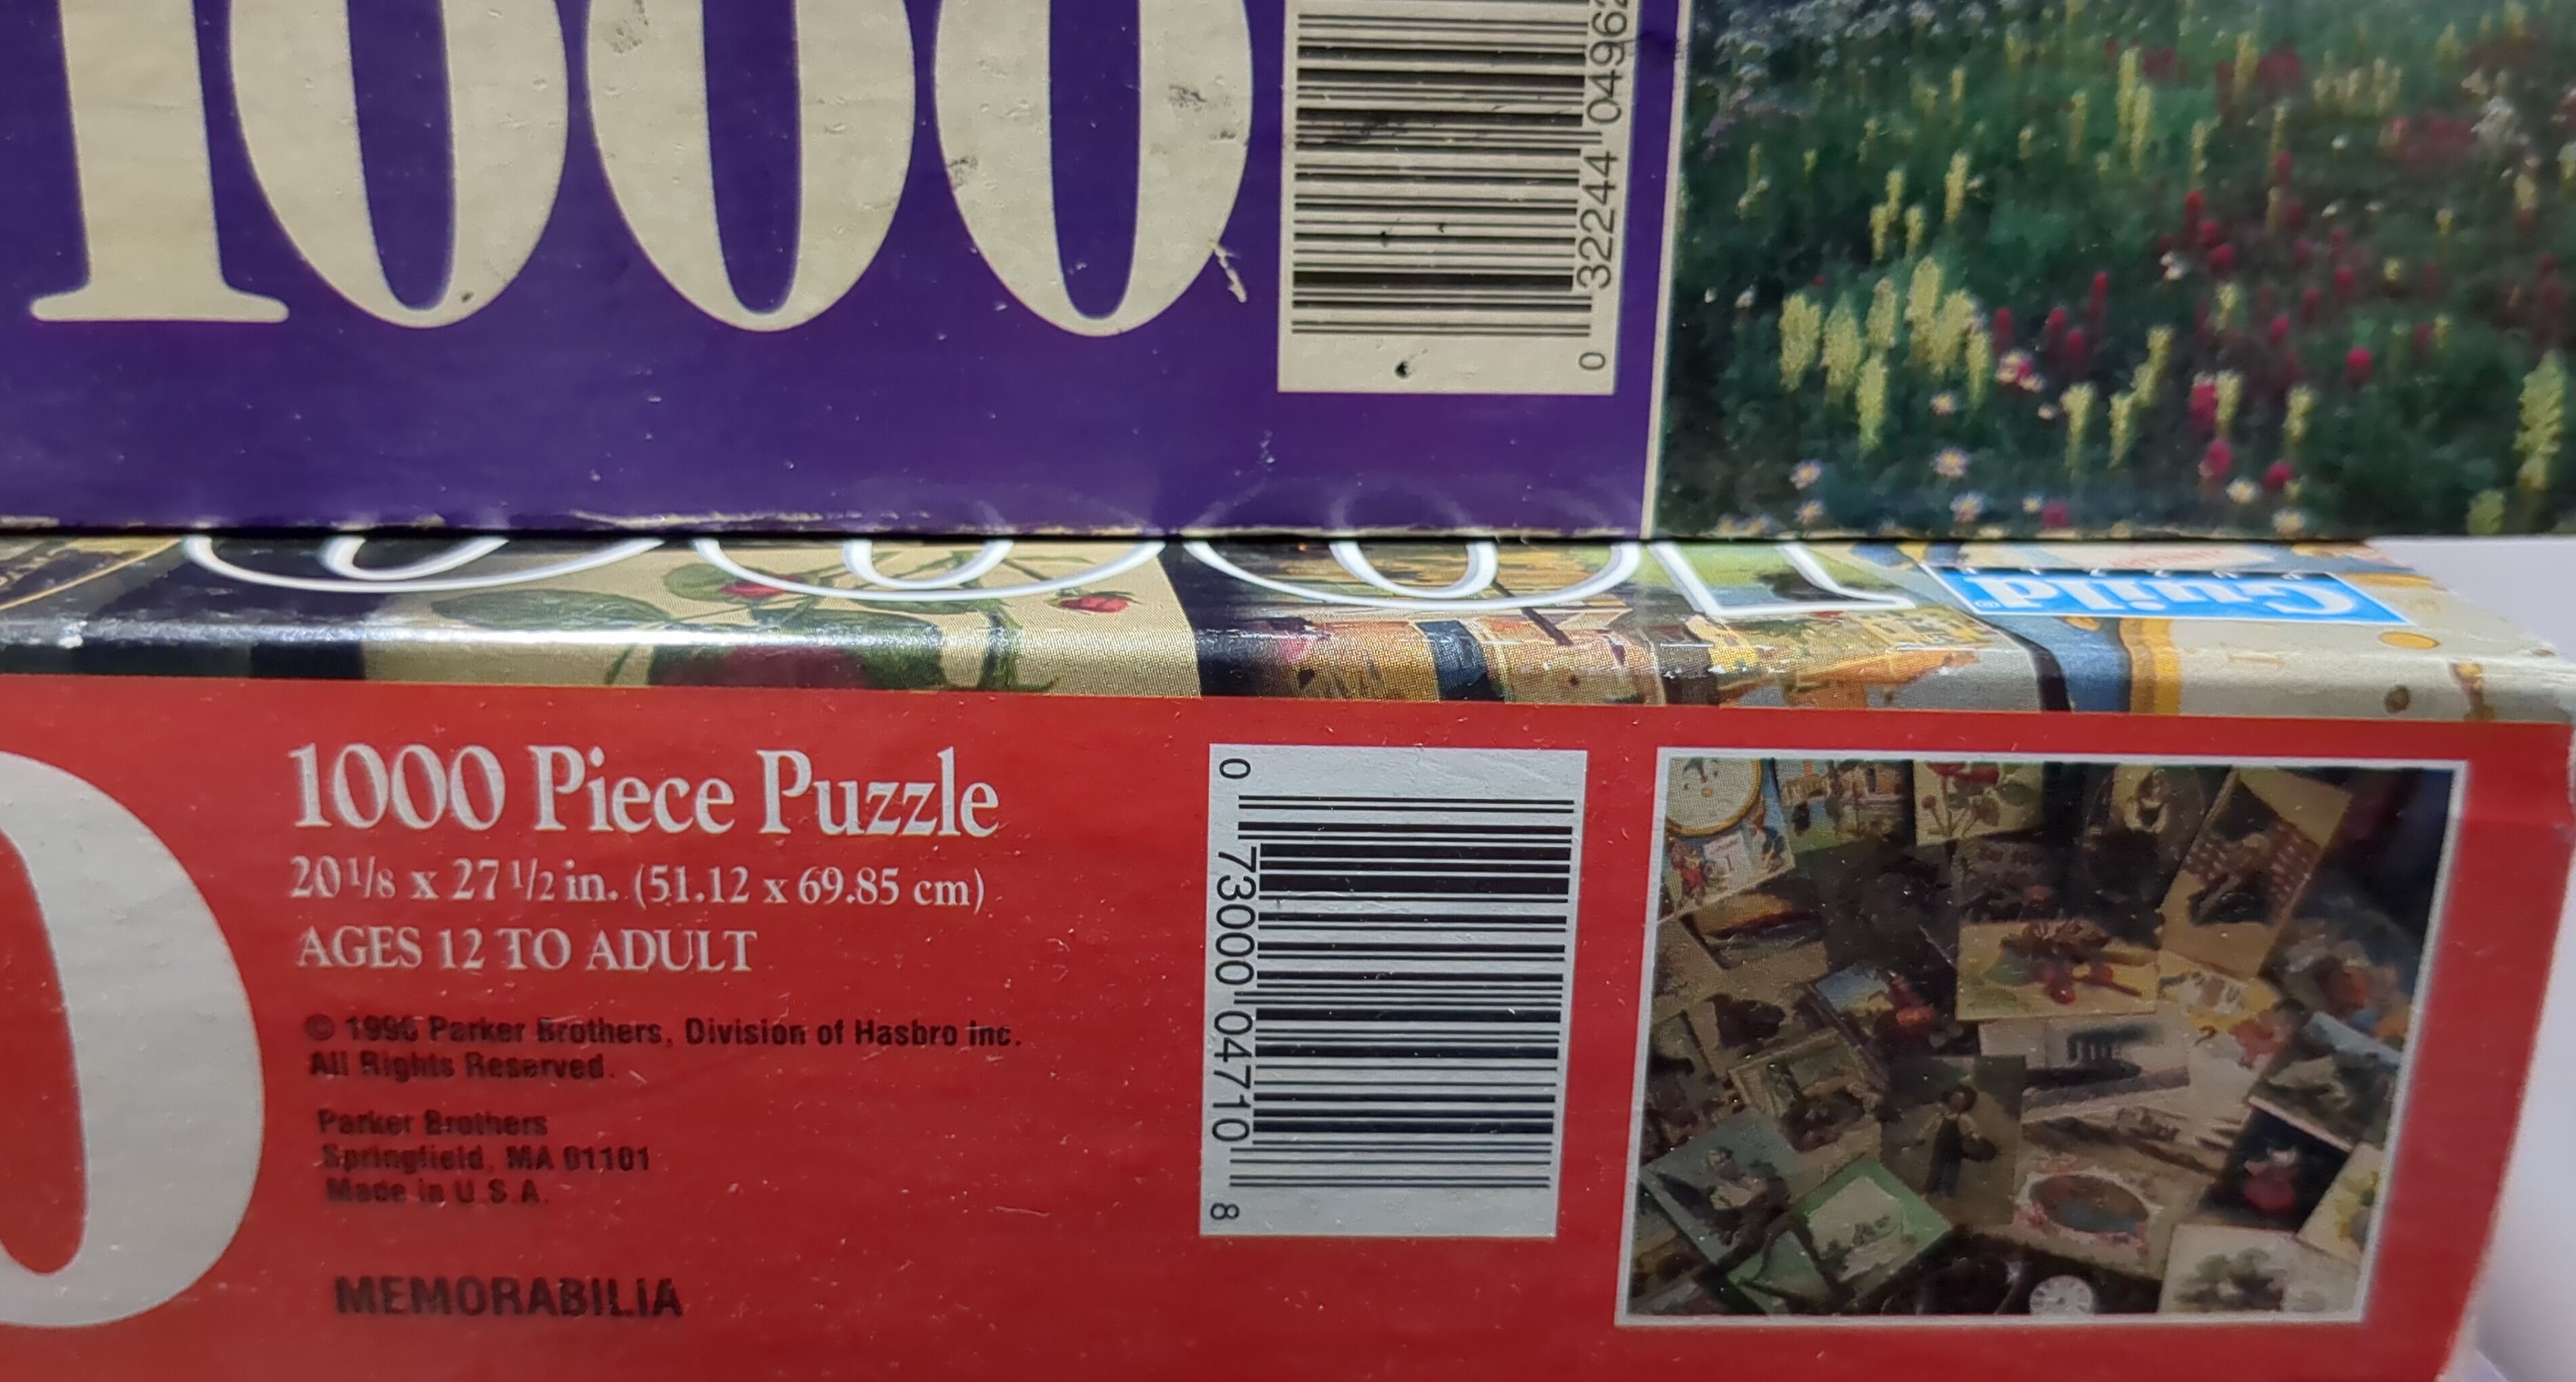 1000
0 32244 0496
Guild®
1000 Piece Puzzle
20 1/8 x 27 1/2 in. (51.12 x 69.85 cm)
AGES 12 TO ADULT
© 1996 Parker Brothers, Division of Hasbro Inc.
All Rights Reserved.
Parker Brothers
Springfield, MA 01101
Made in U.S.A.
MEMORABILIA
0 73000 04710 8